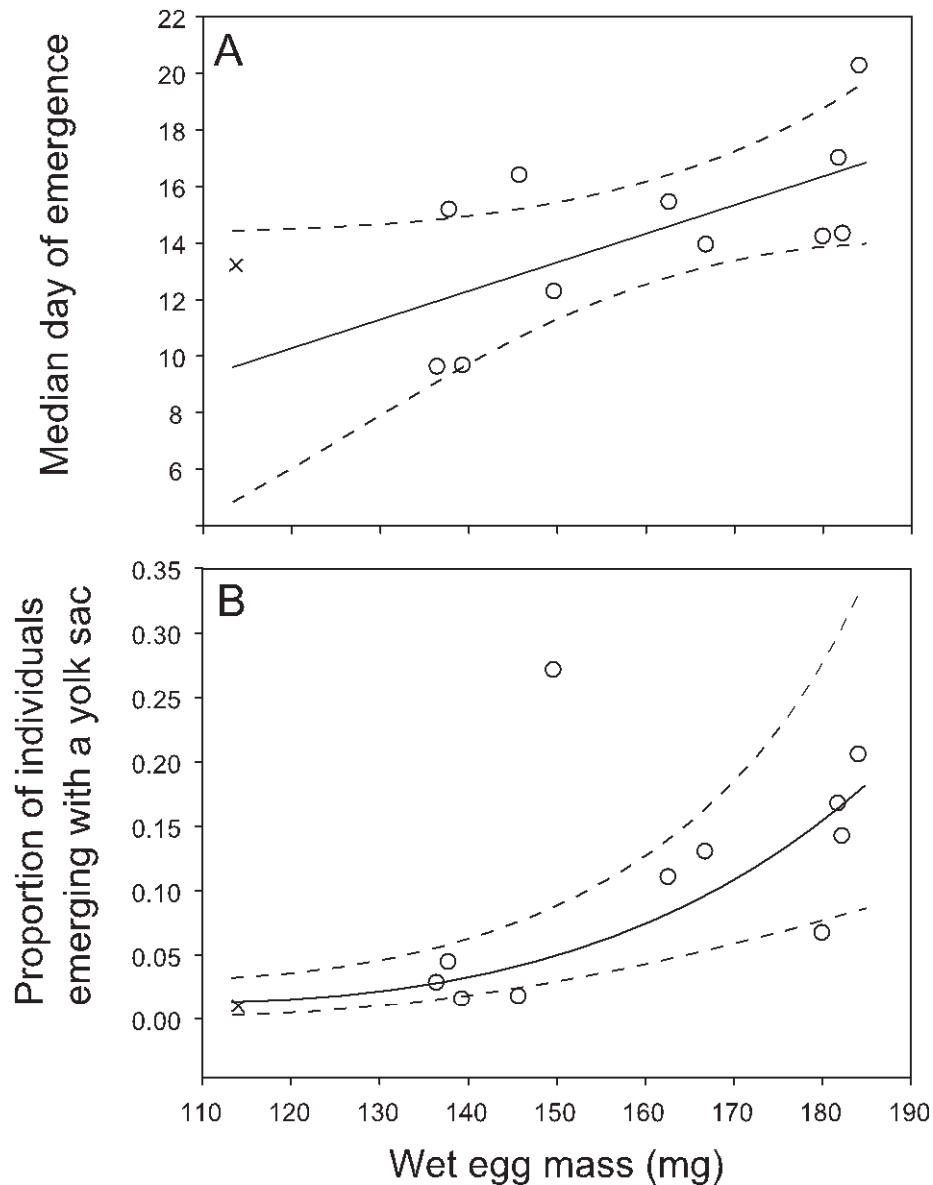 A
Median day of emergence
22
20
18
16
14
12
10
8
6
B
Proportion of individuals
emerging with a yolk sac
0.35
0.30
0.25
0.20
0.15
0.10
0.05
0.00
110 120 130 140 150 160 170 180 190
Wet egg mass (mg)